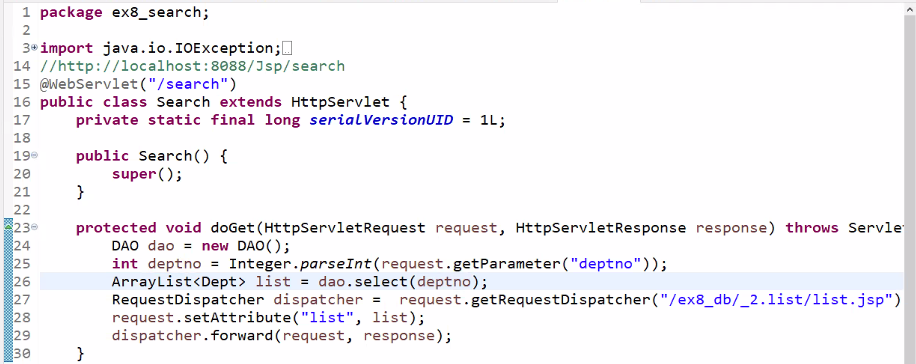 1 package ex8_search;
2
3 import java.io.IOException;
14 //http://localhost:8088/Jsp/search
15 @WebServlet("/search")
16 public class Search extends HttpServlet {
17     private static final long serialVersionUID = 1L;
18
19     public Search() {
20         super();
21     }
22
23     protected void doGet(HttpServletRequest request, HttpServletResponse response) throws Servlet
24         DAO dao = new DAO();
25         int deptno = Integer.parseInt(request.getParameter("deptno"));
26         ArrayList<Dept> list = dao.select(deptno);
27         RequestDispatcher dispatcher =  request.getRequestDispatcher("/ex8_db/_2.list/list.jsp")
28         request.setAttribute("list", list);
29         dispatcher.forward(request, response);
30     }